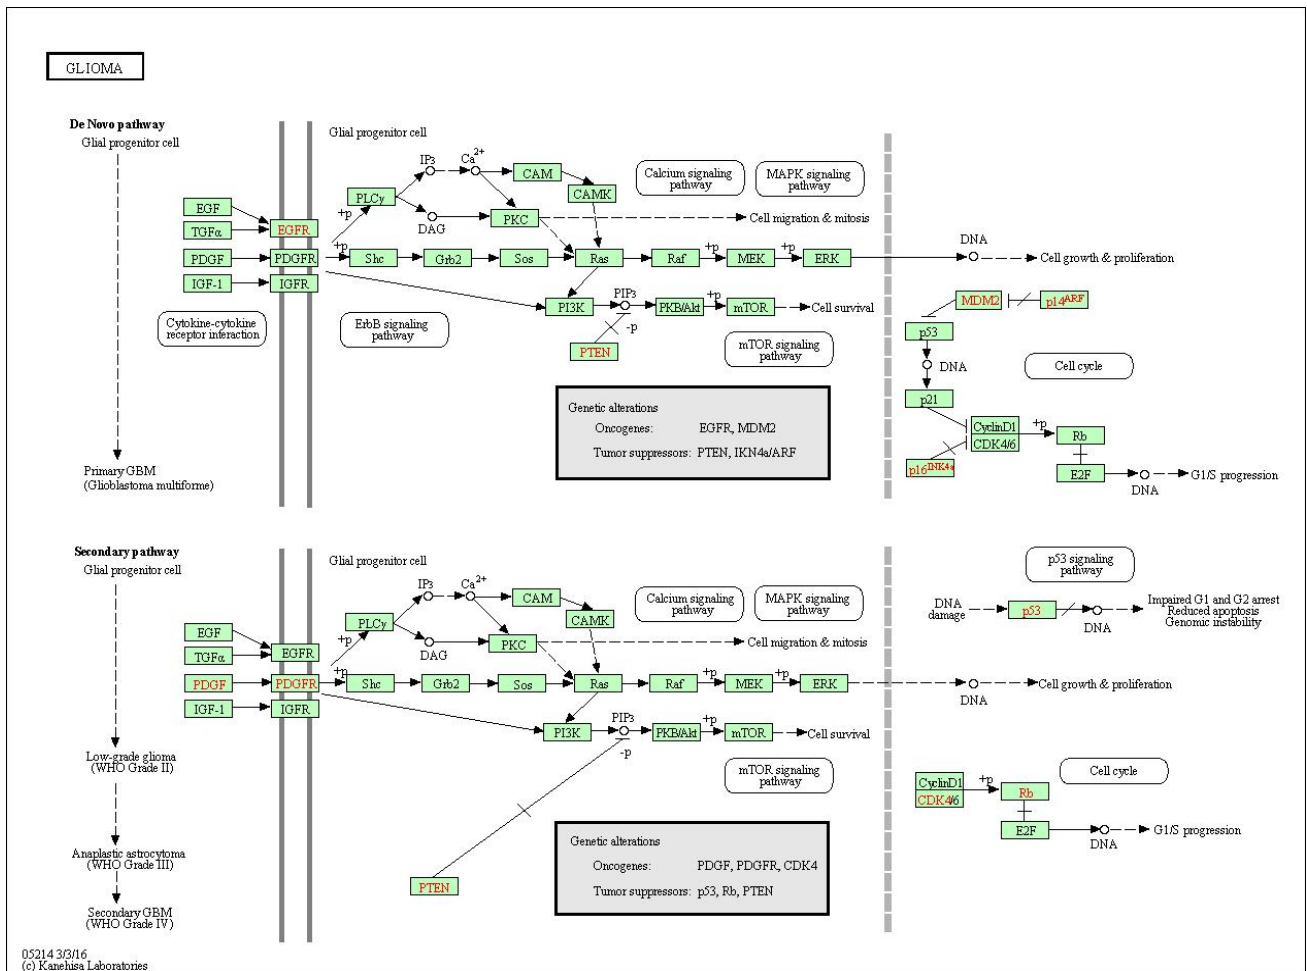 GLIOMA
De Novo pathway
Glial progenitor cell
Primary GBM
(Glioblastoma multiforme)
EGF
TGFα
PDGF
IGF-1
EGFR
PDGFR
IGFR
Cytokine-cytokine
receptor interaction
Glial progenitor cell
+p
PLCγ
IP3
Ca2+
DAG
CAM
CAMK
PKC
Calcium signaling
pathway
MAPK signaling
pathway
Cell migration & mitosis
+p
Shc
Grb2
Sos
Ras
Raf
+p
MEK
+p
ERK
DNA
Cell growth & proliferation
PI3K
PIP3
-p
PKB/Akt
+p
mTOR
Cell survival
PTEN
ErbB signaling
pathway
mTOR signaling
pathway
MDM2
p14ARF
p53
DNA
p21
Cell cycle
CyclinD1
CDK4/6
+p
Rb
p16INK4a
E2F
DNA
G1/S progression
Genetic alterations
Oncogenes: EGFR, MDM2
Tumor suppressors: PTEN, IKN4a/ARF
Secondary pathway
Glial progenitor cell
Low-grade glioma
(WHO Grade II)
Anaplastic astrocytoma
(WHO Grade III)
Secondary GBM
(WHO Grade IV)
EGF
TGFα
PDGF
IGF-1
EGFR
PDGFR
IGFR
Glial progenitor cell
+p
PLCγ
IP3
Ca2+
DAG
CAM
CAMK
PKC
Calcium signaling
pathway
MAPK signaling
pathway
Cell migration & mitosis
+p
Shc
Grb2
Sos
Ras
Raf
+p
MEK
+p
ERK
DNA
Cell growth & proliferation
PI3K
PIP3
-p
PKB/Akt
+p
mTOR
Cell survival
PTEN
mTOR signaling
pathway
p53 signaling
pathway
DNA
damage
p53
DNA
Impaired G1 and G2 arrest
Reduced apoptosis
Genomic instability
CyclinD1
CDK4/6
+p
Rb
Cell cycle
E2F
DNA
G1/S progression
Genetic alterations
Oncogenes: PDGF, PDGFR, CDK4
Tumor suppressors: p53, Rb, PTEN
05214 3/3/16
(c) Kanehisa Laboratories